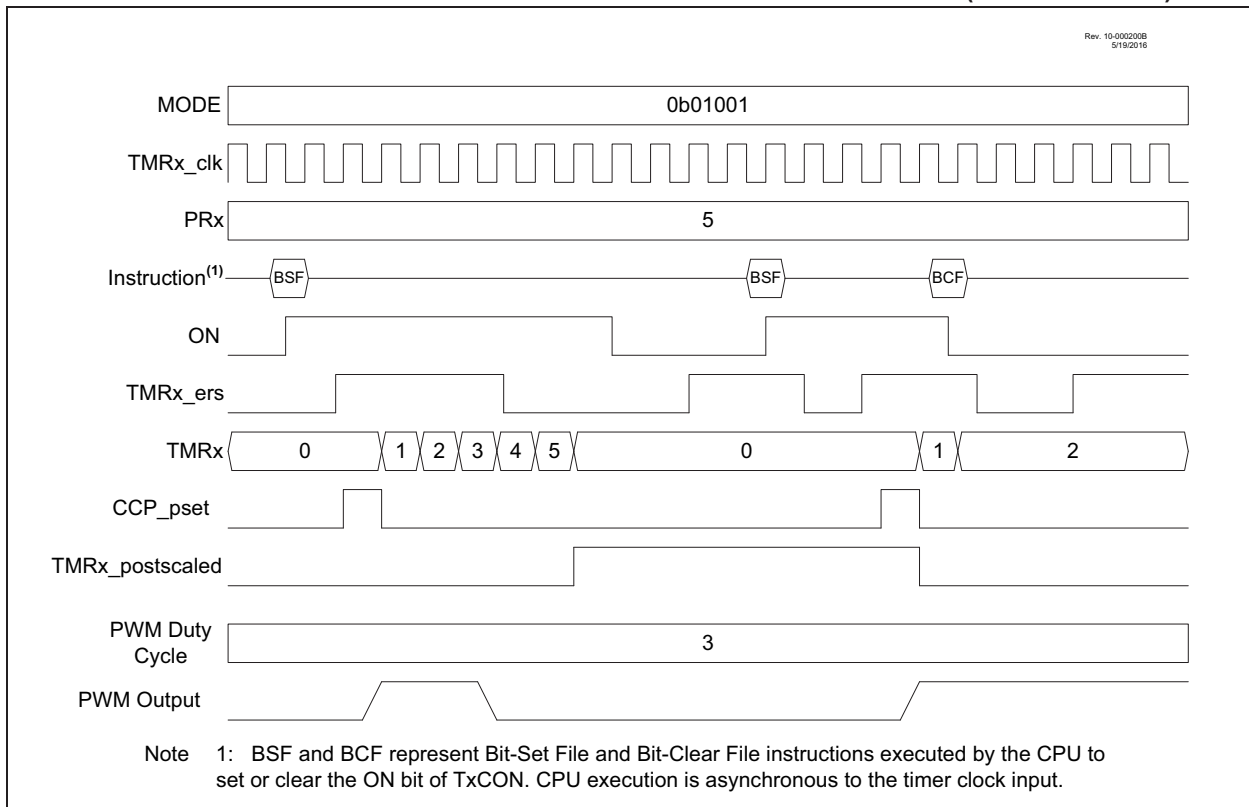 Rev. 10-000200B
5/19/2016
MODE 0b01001
TMRx_clk
PRx 5
Instruction(1) BSF BSF BCF
ON
TMRx_ers
TMRx 0 1 2 3 4 5 0 1 2
CCP_pset
TMRx_postscaled
PWM Duty
Cycle 3
PWM Output
Note 1: BSF and BCF represent Bit-Set File and Bit-Clear File instructions executed by the CPU to
set or clear the ON bit of TxCON. CPU execution is asynchronous to the timer clock input.